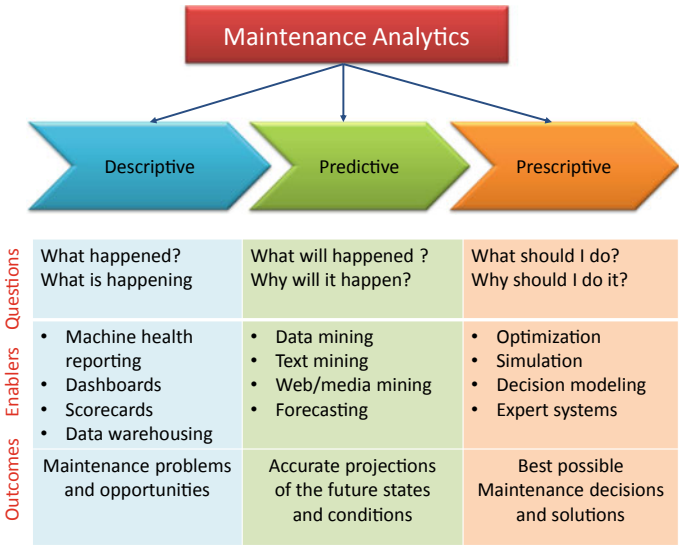 Maintenance Analytics
Descriptive
Predictive
Prescriptive
Questions
What happened?
What is happening
What will happened ?
Why will it happen?
What should I do?
Why should I do it?
Enablers
• Machine health
reporting
• Dashboards
• Scorecards
• Data warehousing
• Data mining
• Text mining
• Web/media mining
• Forecasting
• Optimization
• Simulation
• Decision modeling
• Expert systems
Outcomes
Maintenance problems
and opportunities
Accurate projections
of the future states
and conditions
Best possible
Maintenance decisions
and solutions